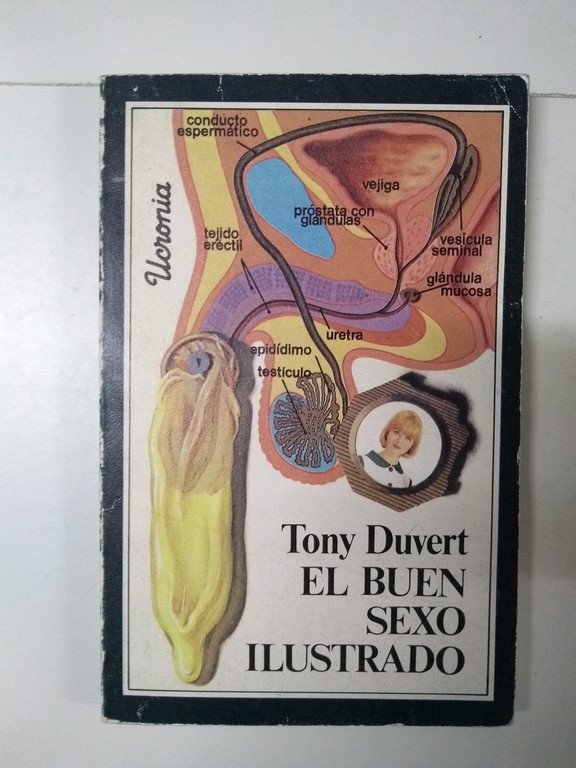 conducto
espermático
Ucronia
vejiga
próstata con
glándulas
tejido
eréctil
vesícula
seminal
glándula
mucosa
uretra
epidídimo
testículo
Tony Duvert
EL BUEN
SEXO
ILUSTRADO